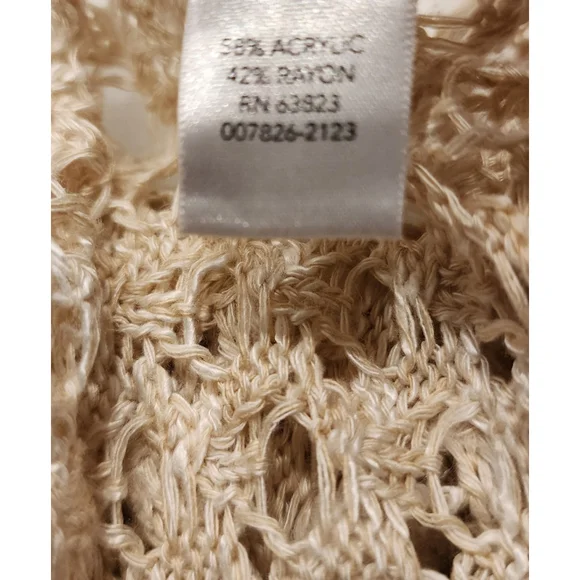 58% ACRYLIC
42% RAYON
RN 63823
007826-2123